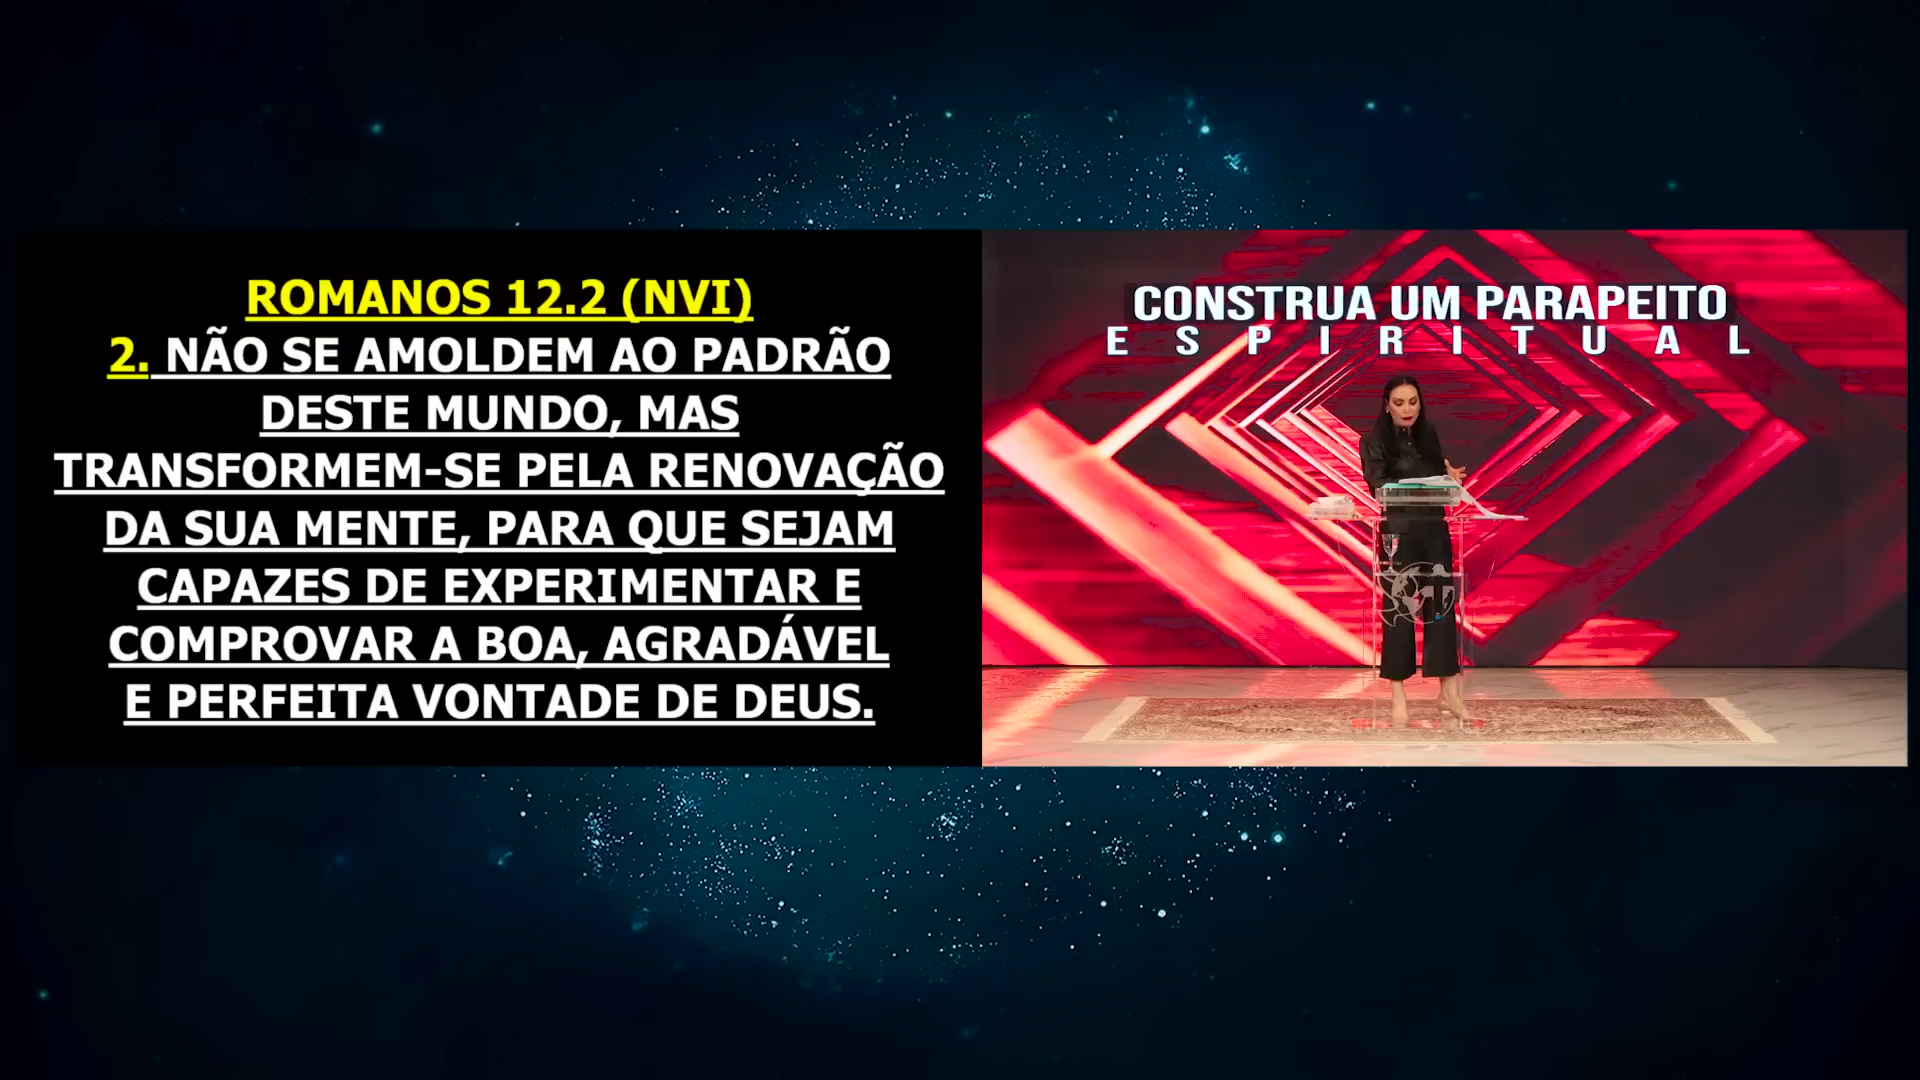 ROMANOS 12.2 (NVI)
2. NÃO SE AMOLDEM AO PADRÃO
DESTE MUNDO, MAS
TRANSFORMEM-SE PELA RENOVAÇÃO
DA SUA MENTE, PARA QUE SEJAM
CAPAZES DE EXPERIMENTAR E
COMPROVAR A BOA, AGRADÁVEL
E PERFEITA VONTADE DE DEUS.
CONSTRUA UM PARAPEITO
ESPIRITUAL